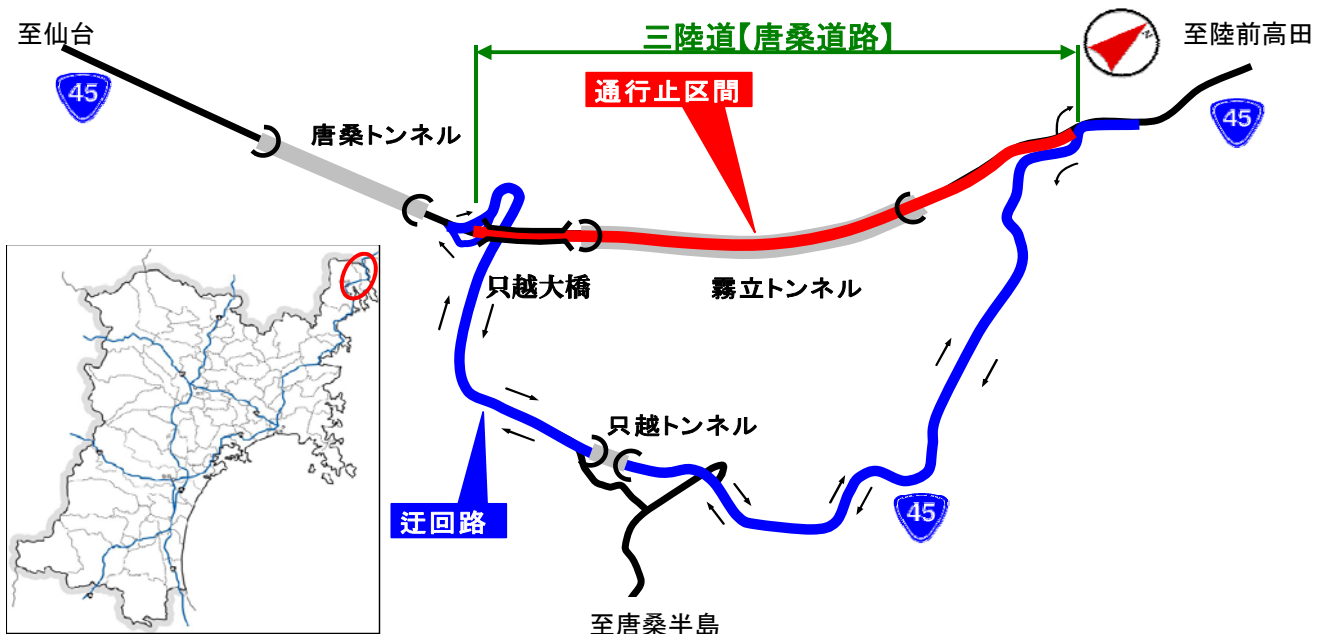 至仙台
三陸道【唐桑道路】
N
至陸前高田
45
通行止区間
45
唐桑トンネル
只越大橋
霧立トンネル
只越トンネル
迂回路
45
至唐桑半島